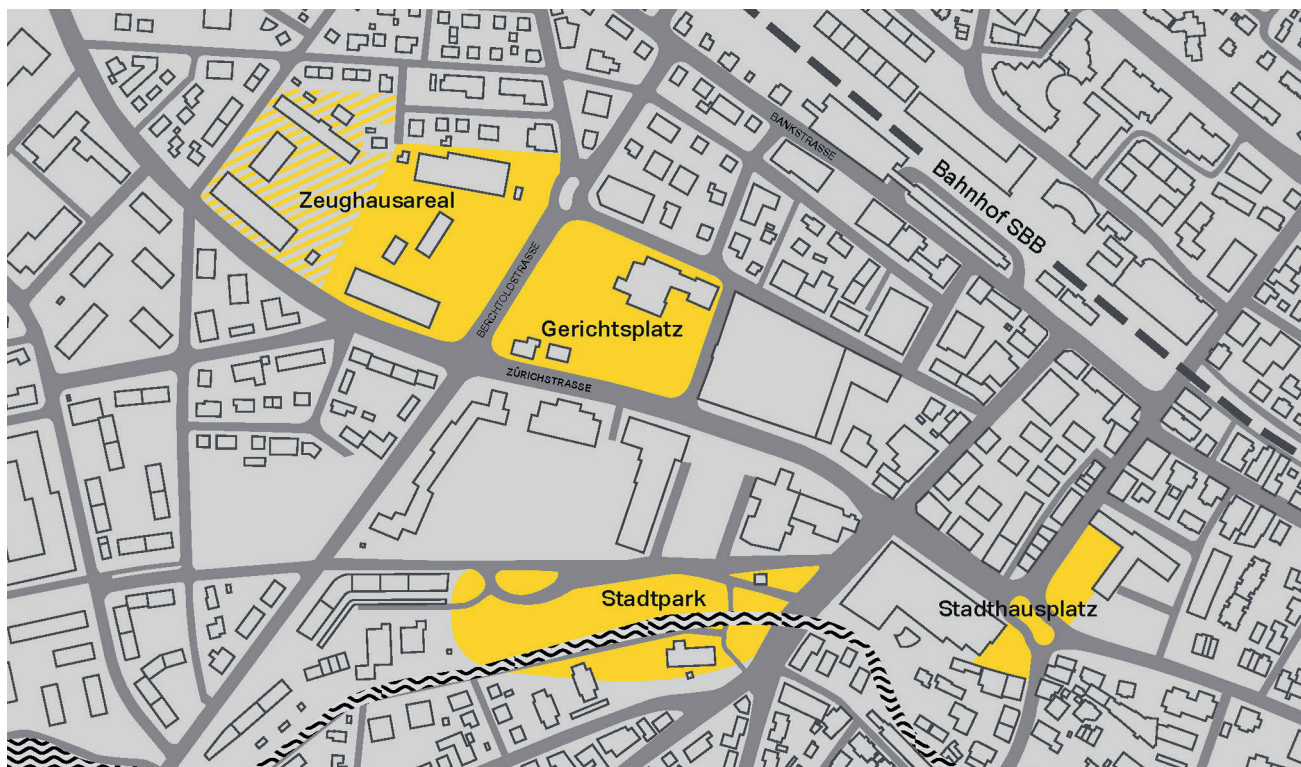 BANKSTRASSE
Bahnhof SBB
Zeughausareal
BERCHTOLDSTRASSE
Gerichtsplatz
ZÜRICHSTRASSE
Stadtpark
Stadthausplatz